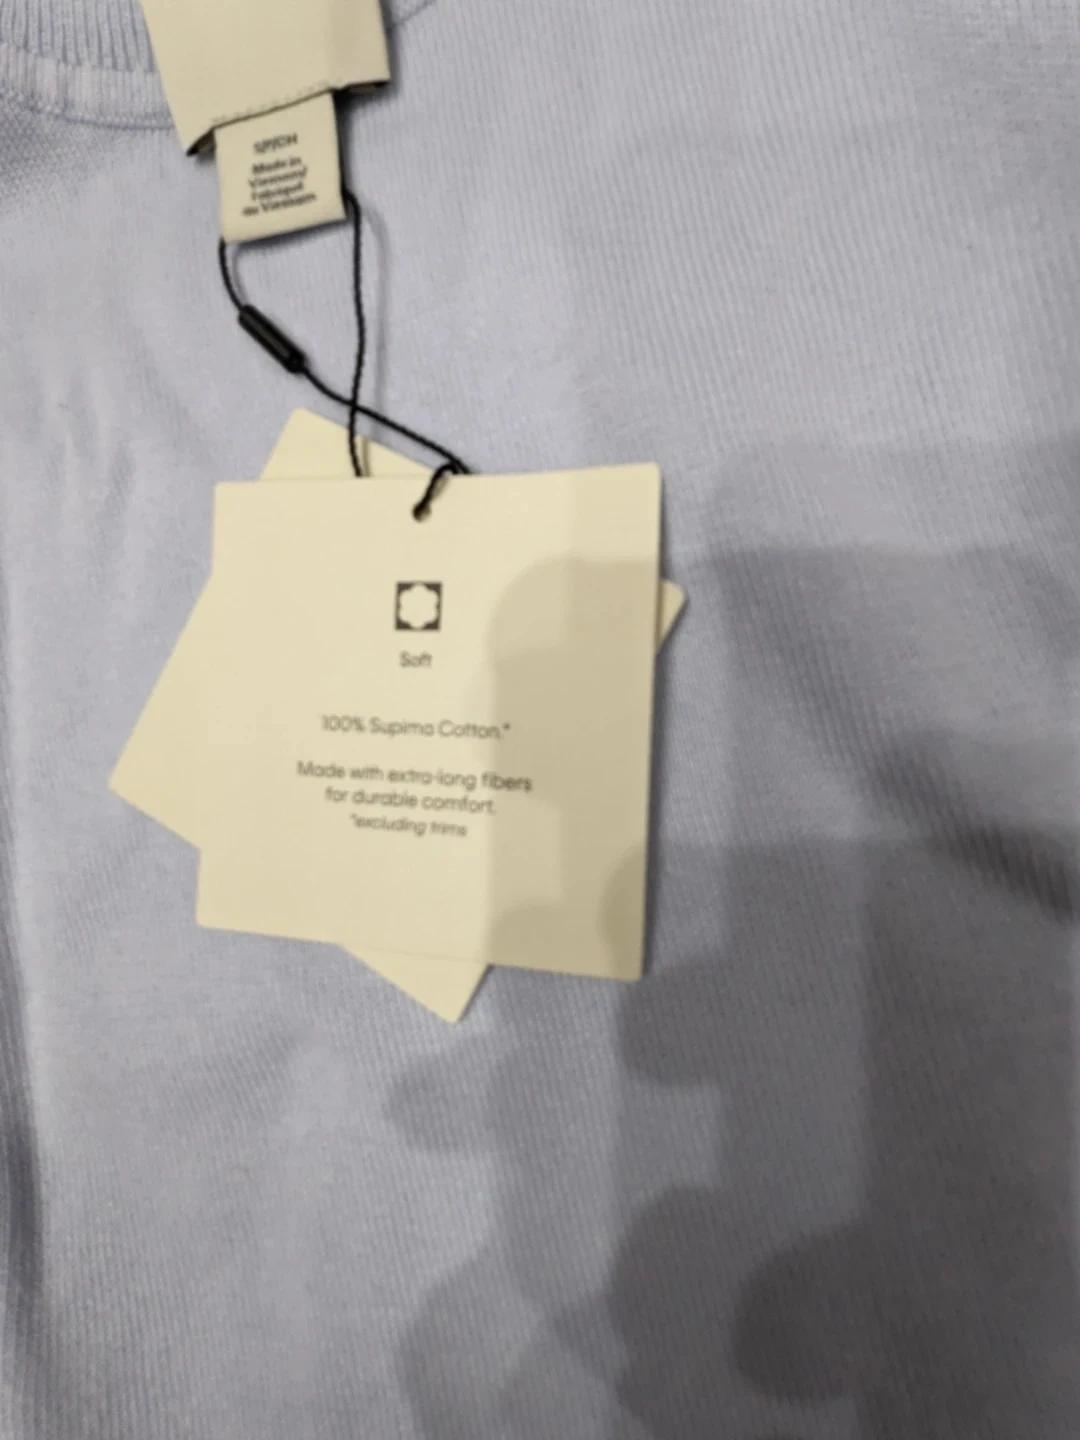 SP/CH
Made in
Vietnam/
Fabriqué
au Vietnam
Soft
100% Supima Cotton.*
Made with extra-long fibers
for durable comfort.
*excluding trims